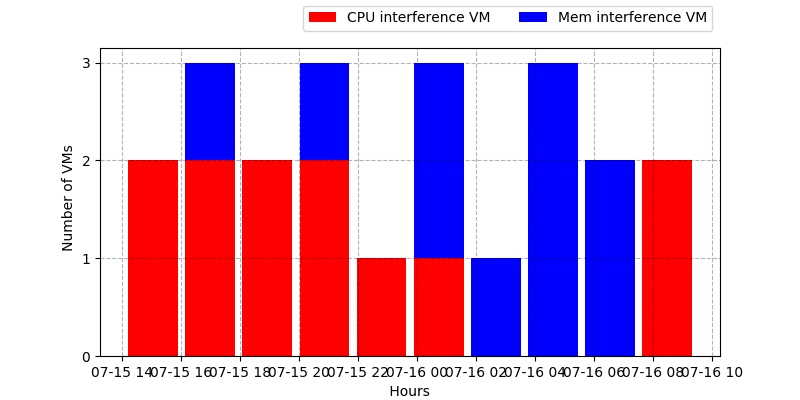 CPU interference VM Mem interference VM
3
2
1
0
Number of VMs
07-15 14 07-15 16 07-15 18 07-15 20 07-15 22 07-16 00 07-16 02 07-16 04 07-16 06 07-16 08 07-16 10
Hours